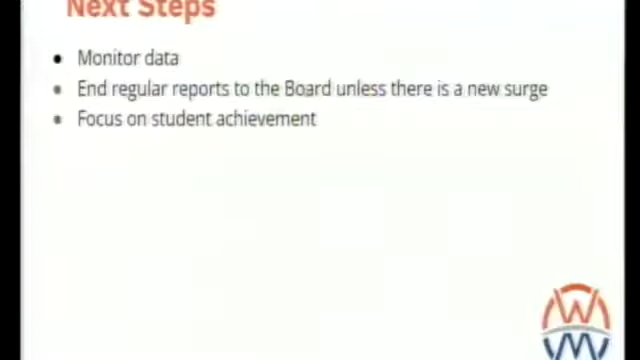 Next Steps
Monitor data
End regular reports to the Board unless there is a new surge
Focus on student achievement
W
W